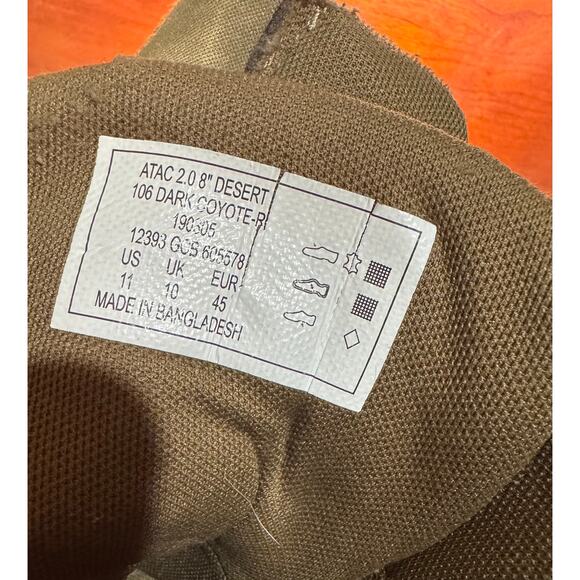 ATAC 2.0 8" DESERT
106 DARK COYOTE-R
190305
12393 GOS 605578
US UK EUR
11 10 45
MADE IN BANGLADESH